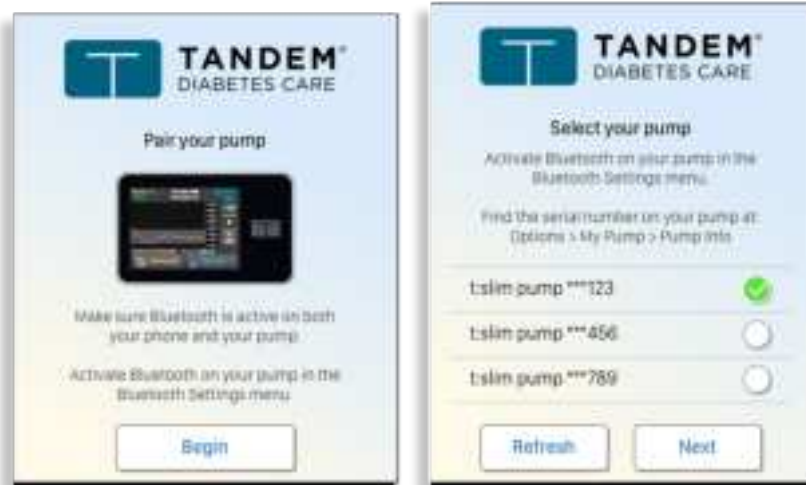 TANDEM®
DIABETES CARE
Pair your pump
TANDEM
Make sure Bluetooth is active on both
your phone and your pump
Activate Bluetooth on your pump in the
Bluetooth Settings menu
Begin
TANDEM®
DIABETES CARE
Select your pump
Activate Bluetooth on your pump in the
Bluetooth Settings menu.
Find the serial number on your pump at:
Options > My Pump > Pump Info
t:slim pump ***123
t:slim pump ***456
t:slim pump ***789
Refresh
Next